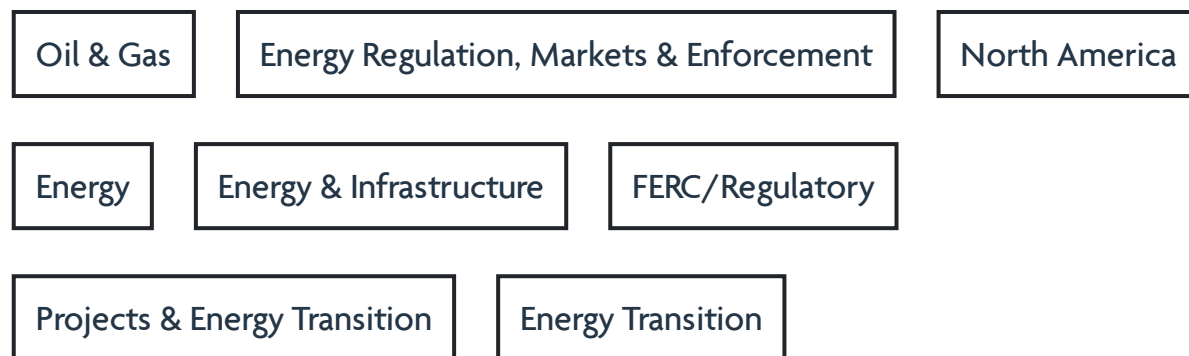 Oil & Gas
Energy Regulation, Markets & Enforcement
North America
Energy
Energy & Infrastructure
FERC/Regulatory
Projects & Energy Transition
Energy Transition